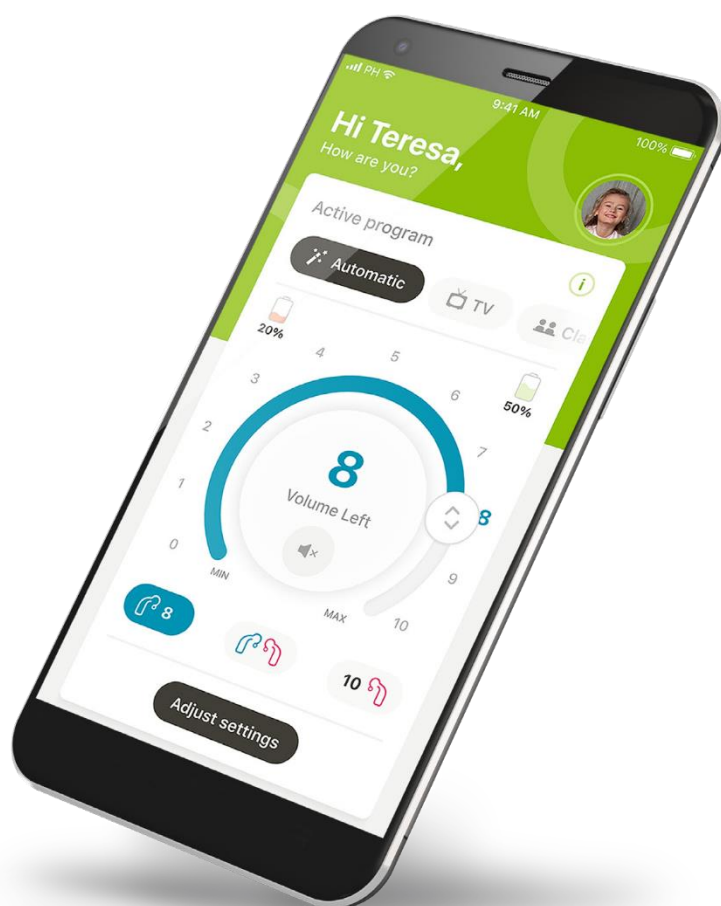 PH
9:41 AM
100%
Hi Teresa,
How are you?
Active program
Automatic
TV
Cla
20%
50%
0
1
2
3
4
5
6
7
8
9
10
8
Volume Left
MIN
MAX
8
10
Adjust settings